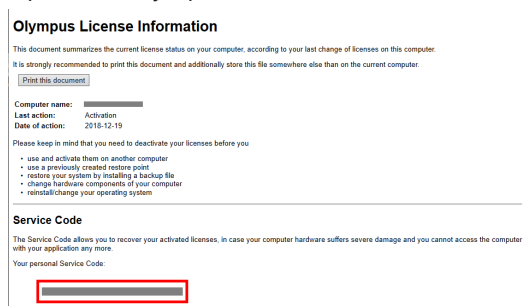 Olympus License Information
This document summarizes the current license status on your computer, according to your last change of licenses on this computer.
It is strongly recommended to print this document and additionally store this file somewhere else than on the current computer.
Print this document
Computer name:
Last action: Activation
Date of action: 2018-12-19
Please keep in mind that you need to deactivate your licenses before you
• use and activate them on another computer
• use a previously created restore point
• restore your system by installing a backup file
• change hardware components of your computer
• reinstall/change your operating system
Service Code
The Service Code allows you to recover your activated licenses, in case your computer hardware suffers severe damage and you cannot access the computer
with your application any more.
Your personal Service Code: